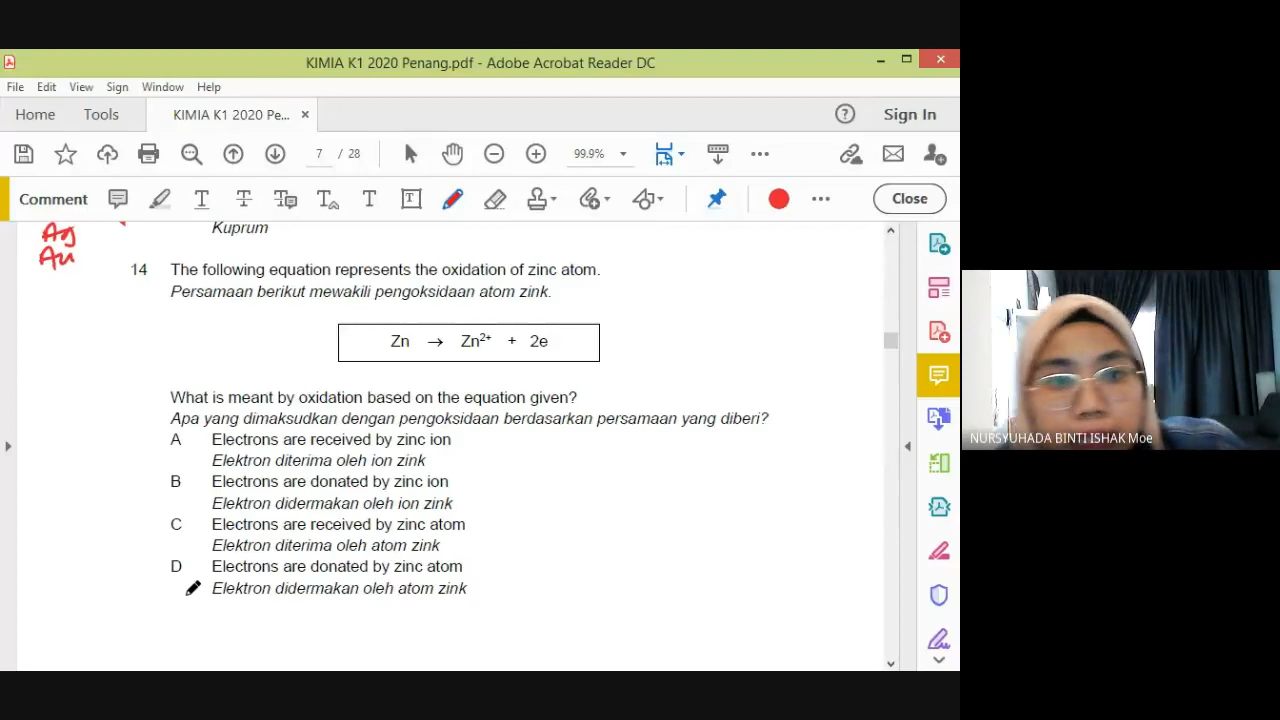 KIMIA K1 2020 Penang.pdf - Adobe Acrobat Reader DC
File Edit View Sign Window Help
Home Tools KIMIA K1 2020 Pe... × Sign In
7 / 28 99.9%
Comment Close
Ag
Au
Kuprum
14 The following equation represents the oxidation of zinc atom.
Persamaan berikut mewakili pengoksidaan atom zink.
Zn → Zn²⁺ + 2e
What is meant by oxidation based on the equation given?
Apa yang dimaksudkan dengan pengoksidaan berdasarkan persamaan yang diberi?
A Electrons are received by zinc ion
Elektron diterima oleh ion zink
B Electrons are donated by zinc ion
Elektron didermakan oleh ion zink
C Electrons are received by zinc atom
Elektron diterima oleh atom zink
D Electrons are donated by zinc atom
Elektron didermakan oleh atom zink
NURSYUHADA BINTI ISHAK Moe